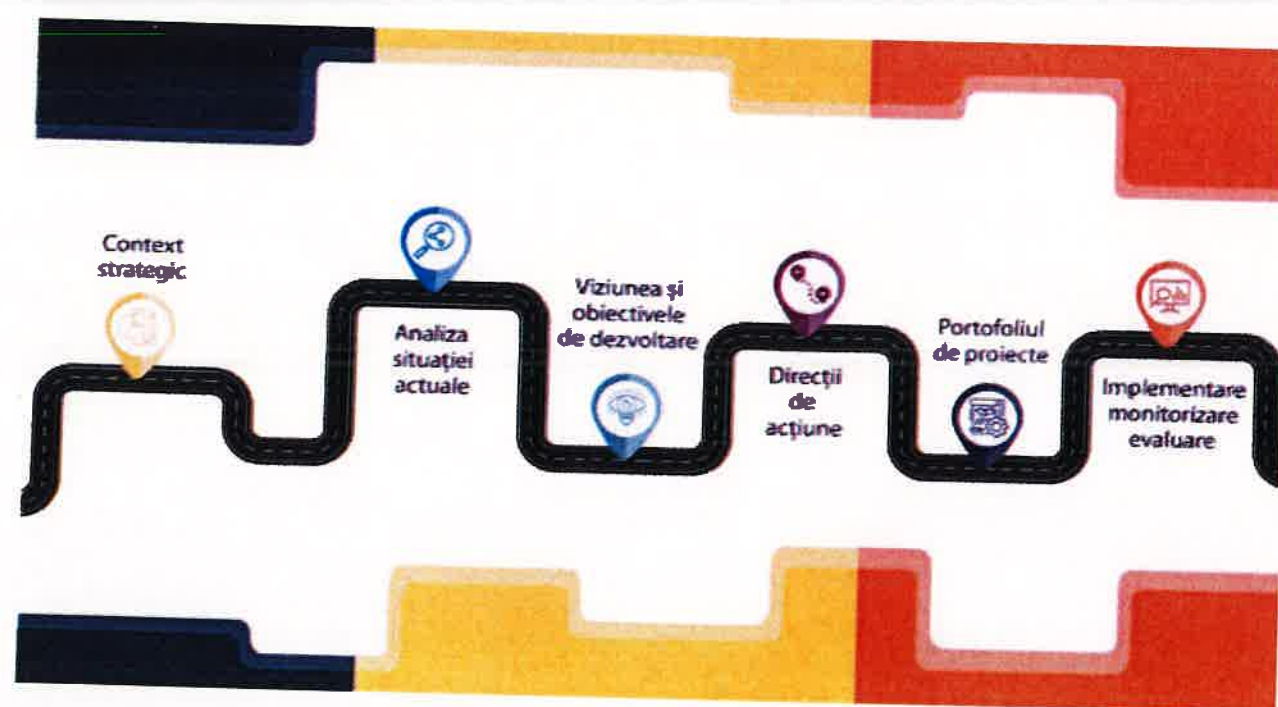 Context
strategic
Analiza
situației
actuale
Viziunea și
obiectivele
de dezvoltare
Direcții
de
acțiune
Portofoliul
de proiecte
Implementare
monitorizare
evaluare